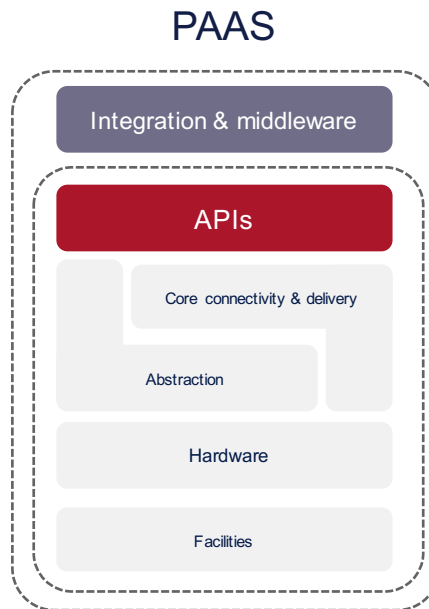 PAAS
Integration & middleware
APIs
Core connectivity & delivery
Abstraction
Hardware
Facilities